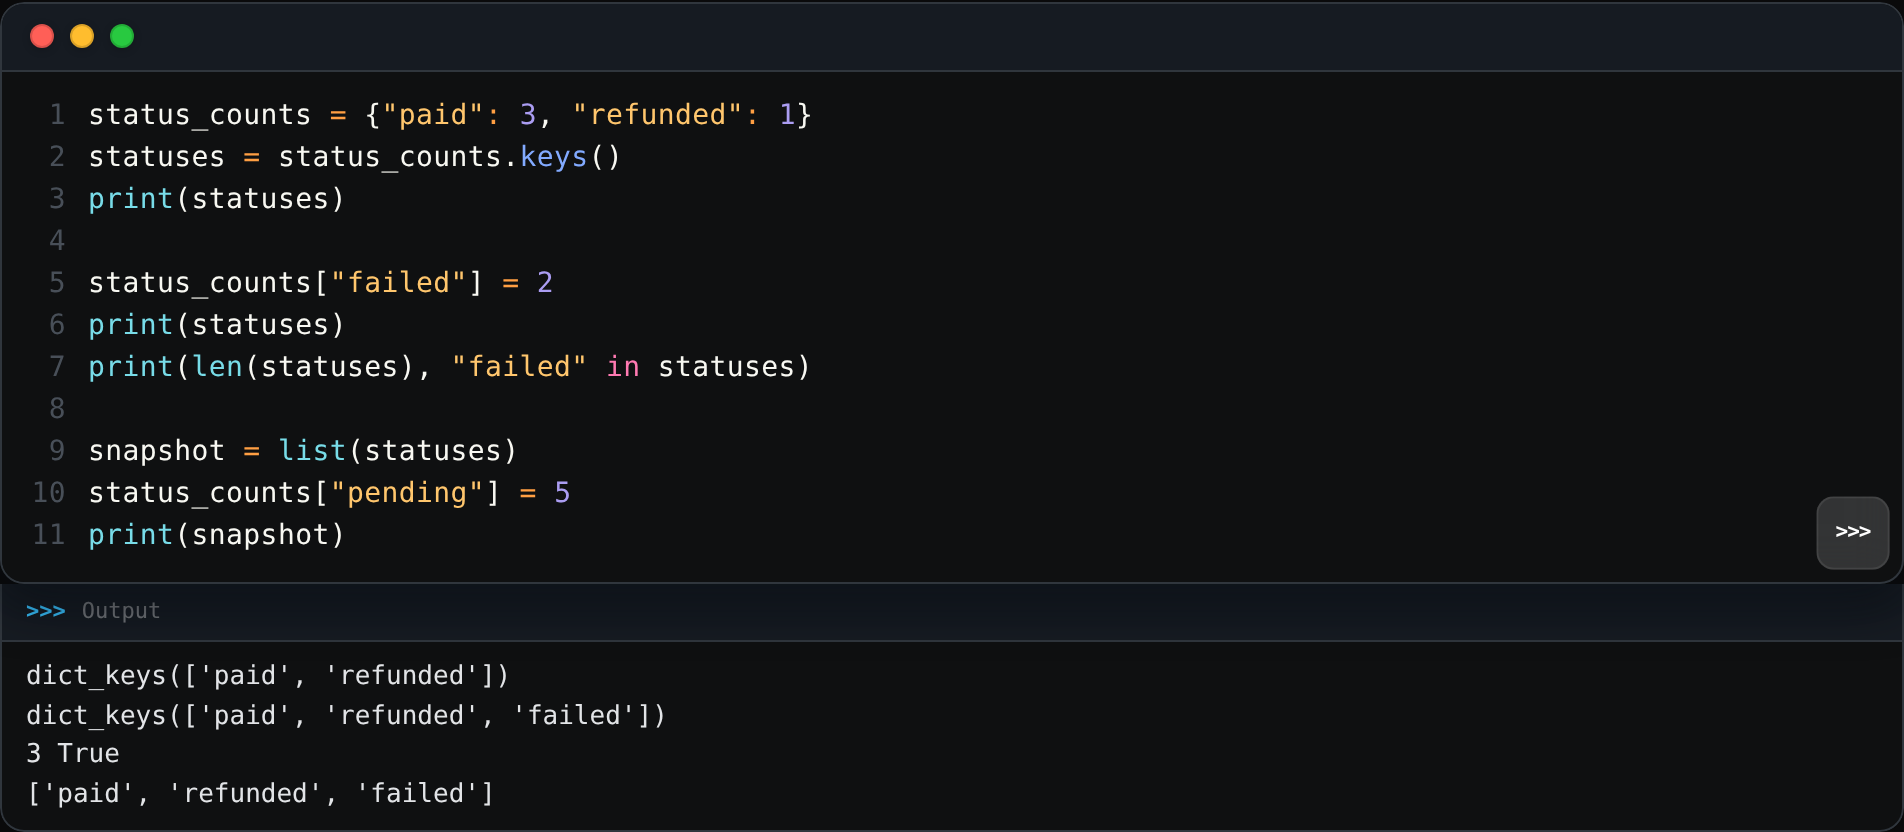 1 status_counts = {"paid": 3, "refunded": 1}
2 statuses = status_counts.keys()
3 print(statuses)
4
5 status_counts["failed"] = 2
6 print(statuses)
7 print(len(statuses), "failed" in statuses)
8
9 snapshot = list(statuses)
10 status_counts["pending"] = 5
11 print(snapshot)
>>>
>>> Output
dict_keys(['paid', 'refunded'])
dict_keys(['paid', 'refunded', 'failed'])
3 True
['paid', 'refunded', 'failed']